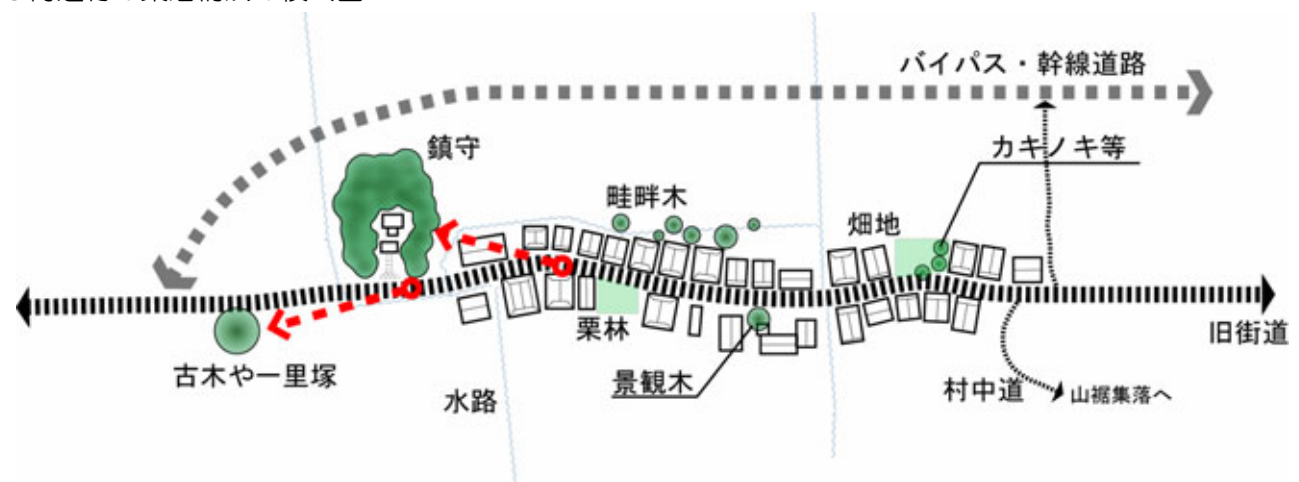 バイパス・幹線道路
鎮守
カキノキ等
畦畔木
畑地
旧街道
栗林
古木や一里塚
景観木
村中道
山裾集落へ
水路